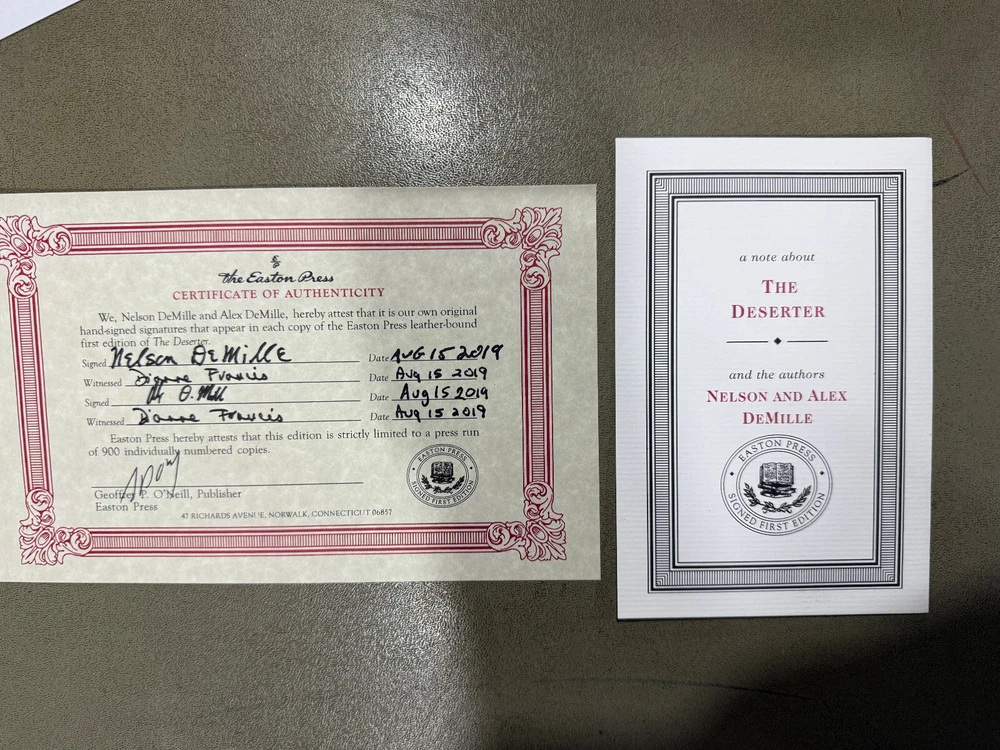 the Easton Press
CERTIFICATE OF AUTHENTICITY
We, Nelson DeMille and Alex DeMille, hereby attest that it is our own original
hand-signed signatures that appear in each copy of the Easton Press leather-bound
first edition of The Deserter.
Signed Nelson DeMille Date AUG 15 2019
Witnessed Dianne Francis Date Aug 15 2019
Signed Date Aug 15 2019
Witnessed Dianne Francis Date Aug 15 2019
Easton Press hereby attests that this edition is strictly limited to a press run
of 900 individually numbered copies.
Geoffrey P. O'Neill, Publisher
Easton Press
47 RICHARDS AVENUE, NORWALK, CONNECTICUT 06857
EASTON PRESS
SIGNED FIRST EDITION
a note about
THE
DESERTER
and the authors
NELSON AND ALEX
DEMILLE
EASTON PRESS
SIGNED FIRST EDITION